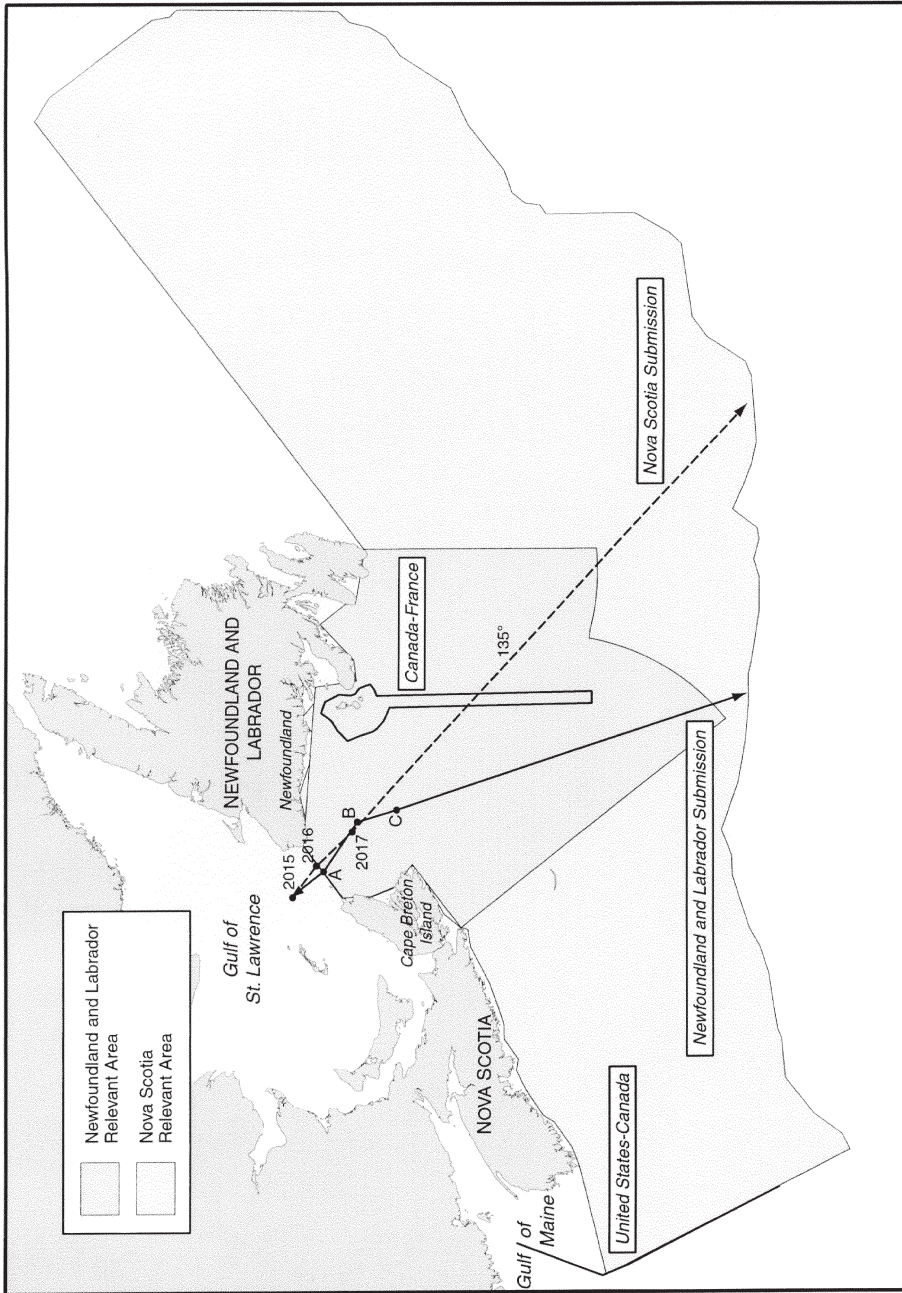 Newfoundland and Labrador
Relevant Area
Nova Scotia
Relevant Area
Gulf of
St. Lawrence
NEWFOUNDLAND AND
LABRADOR
Newfoundland
2015
2016
A
B
2017
C
Cape Breton
Island
NOVA SCOTIA
Gulf of
Maine
Canada-France
135°
Nova Scotia Submission
Newfoundland and Labrador Submission
United States-Canada